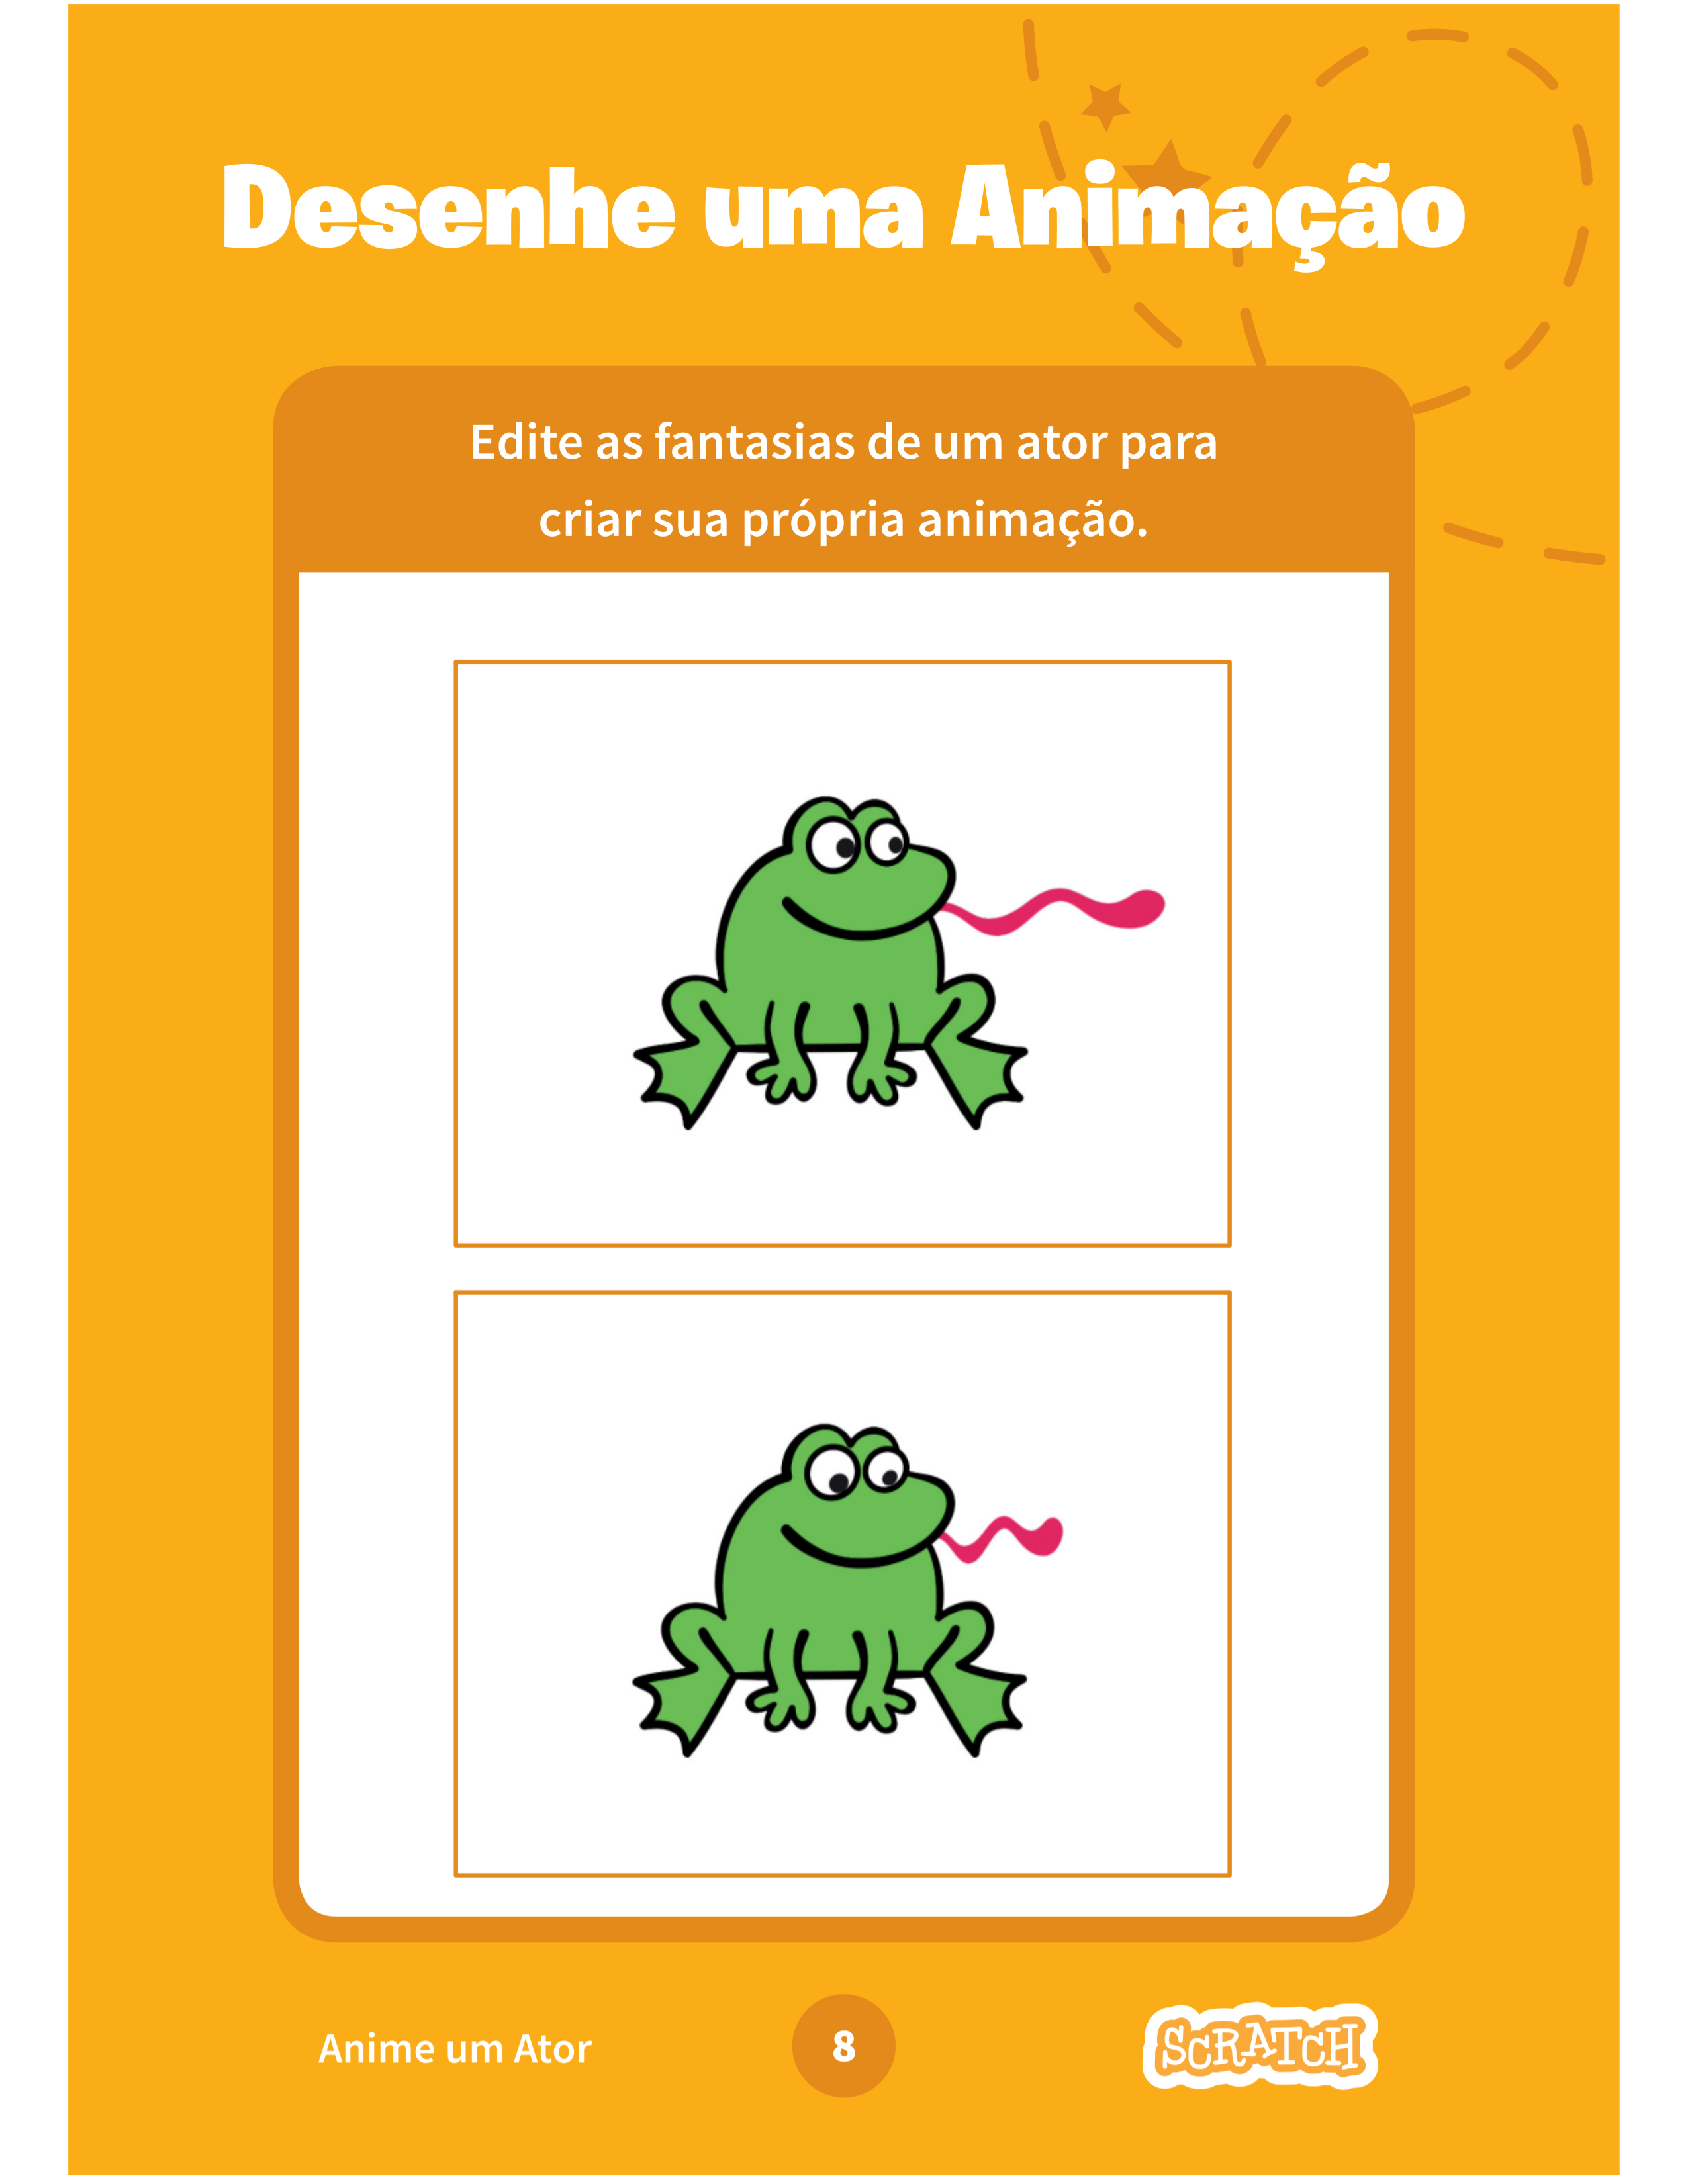 Desenhe uma Animação
Edite as fantasias de um ator para
criar sua própria animação.
Anime um Ator
8
SCRATCH